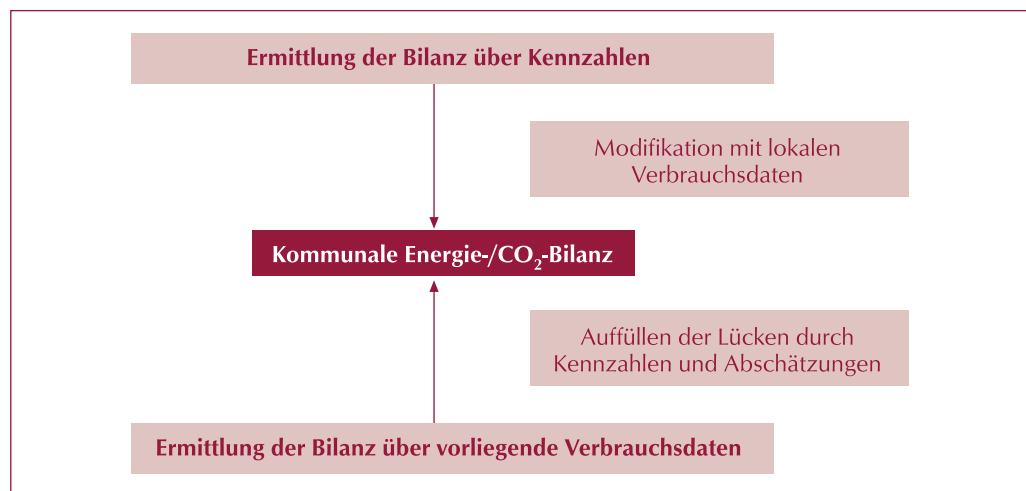 Ermittlung der Bilanz über Kennzahlen
Modifikation mit lokalen
Verbrauchsdaten
Kommunale Energie-/CO₂-Bilanz
Auffüllen der Lücken durch
Kennzahlen und Abschätzungen
Ermittlung der Bilanz über vorliegende Verbrauchsdaten